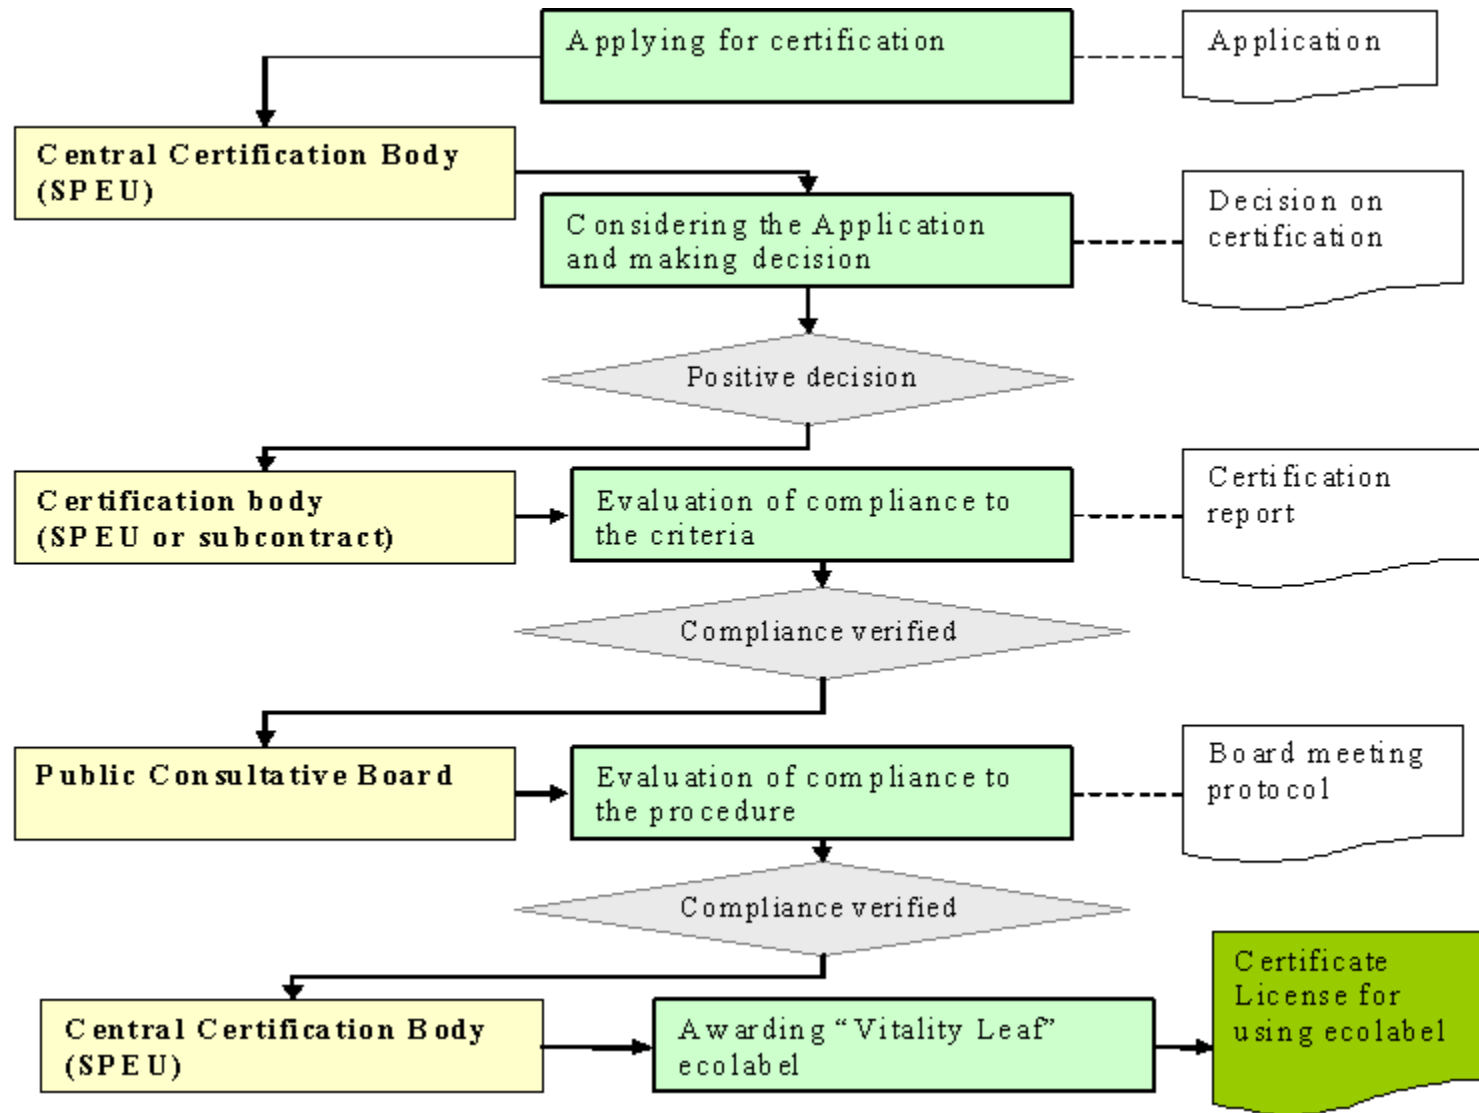 Applying for certification
Application
Central Certification Body
(SPEU)
Considering the Application
and making decision
Decision on
certification
Positive decision
Certification body
(SPEU or subcontract)
Evaluation of compliance to
the criteria
Certification
report
Compliance verified
Public Consultative Board
Evaluation of compliance to
the procedure
Board meeting
protocol
Compliance verified
Central Certification Body
(SPEU)
Awarding “Vitality Leaf”
ecolabel
Certificate
License for
using ecolabel